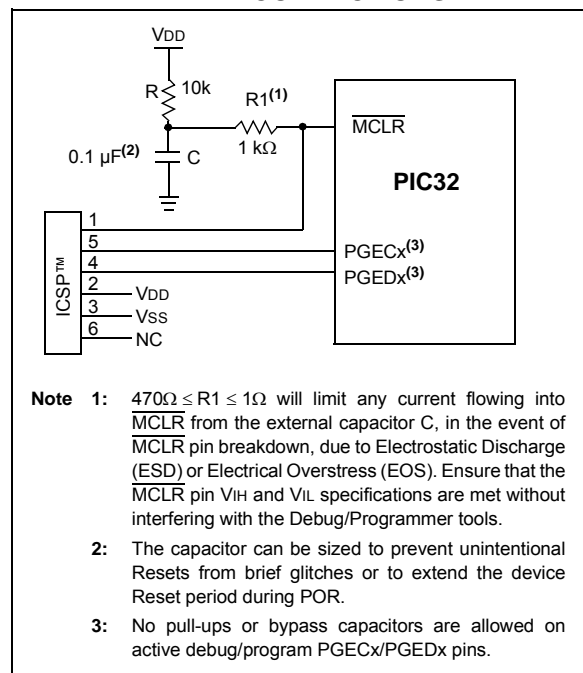 VDD
R
10k
R1(1)
1 kΩ
MCLR
0.1 µF(2)
C
PIC32
ICSP™
1
5
PGECx(3)
4
PGEDx(3)
2
VDD
3
VSS
6
NC
Note 1: 470Ω ≤ R1 ≤ 1Ω will limit any current flowing into
MCLR from the external capacitor C, in the event of
MCLR pin breakdown, due to Electrostatic Discharge
(ESD) or Electrical Overstress (EOS). Ensure that the
MCLR pin VIH and VIL specifications are met without
interfering with the Debug/Programmer tools.
2: The capacitor can be sized to prevent unintentional
Resets from brief glitches or to extend the device
Reset period during POR.
3: No pull-ups or bypass capacitors are allowed on
active debug/program PGECx/PGEDx pins.